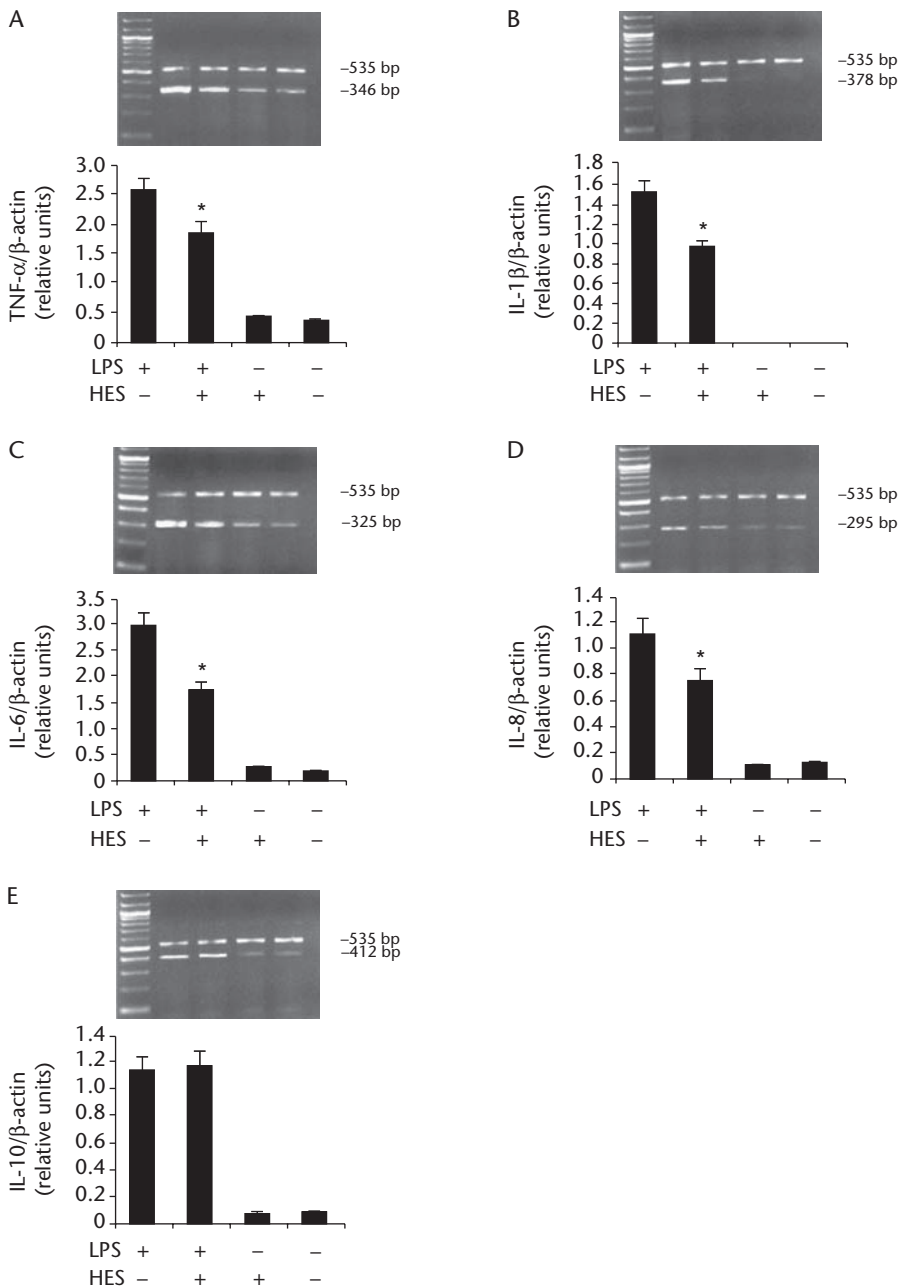 A
–535 bp
–346 bp
TNF-α/β-actin
(relative units)
3.0
2.5
2.0
1.5
1.0
0.5
0
*
LPS + + – –
HES – + + –
B
–535 bp
–378 bp
IL-1β/β-actin
(relative units)
1.8
1.6
1.4
1.2
1.0
0.8
0.6
0.4
0.2
0
*
LPS + + – –
HES – + + –
C
–535 bp
–325 bp
IL-6/β-actin
(relative units)
3.5
3.0
2.5
2.0
1.5
1.0
0.5
0
*
LPS + + – –
HES – + + –
D
–535 bp
–295 bp
IL-8/β-actin
(relative units)
1.4
1.2
1.0
0.8
0.6
0.4
0.2
0
*
LPS + + – –
HES – + + –
E
–535 bp
–412 bp
IL-10/β-actin
(relative units)
1.4
1.2
1.0
0.8
0.6
0.4
0.2
0
LPS + + – –
HES – + + –